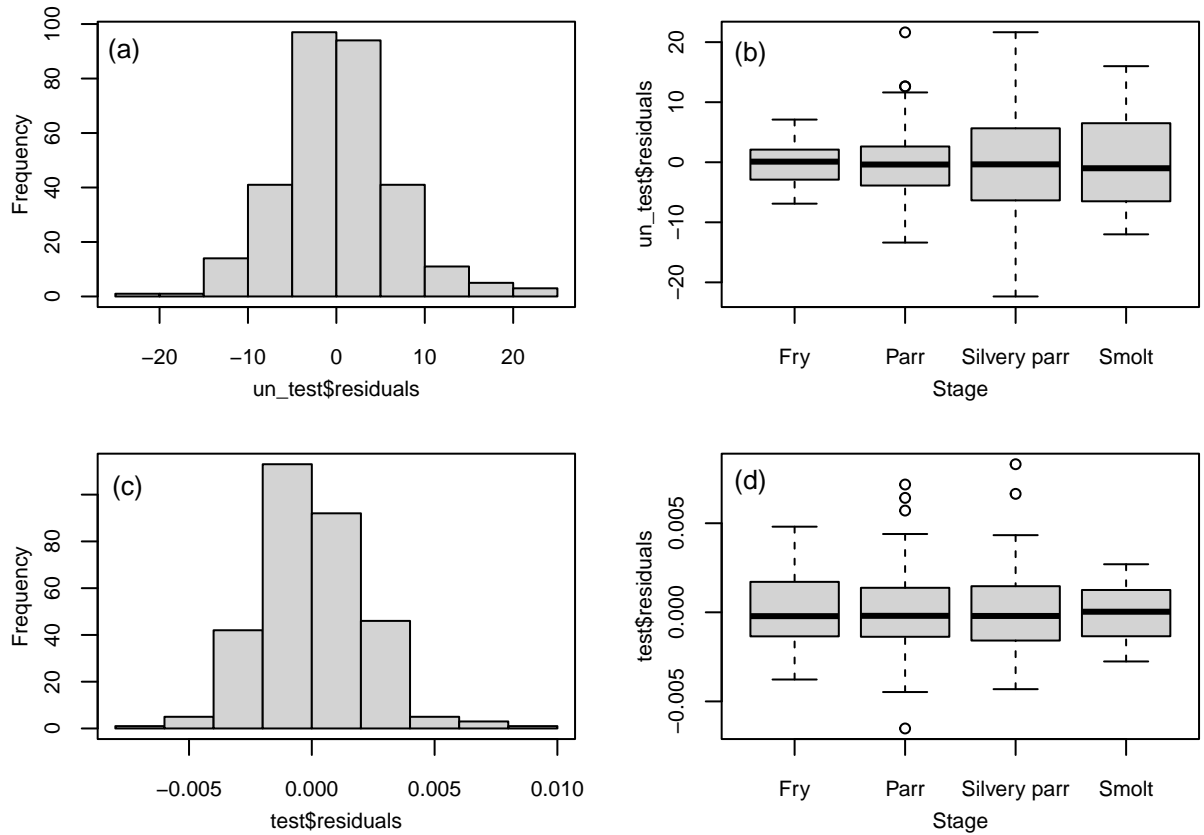 (a)
Frequency
0 20 40 60 80 100
−20 −10 0 10 20
un_test$residuals
(b)
un_test$residuals
−20 −10 0 10 20
Fry Parr Silvery parr Smolt
Stage
(c)
Frequency
0 20 40 60 80
−0.005 0.000 0.005 0.010
test$residuals
(d)
test$residuals
−0.005 0.000 0.005
Fry Parr Silvery parr Smolt
Stage